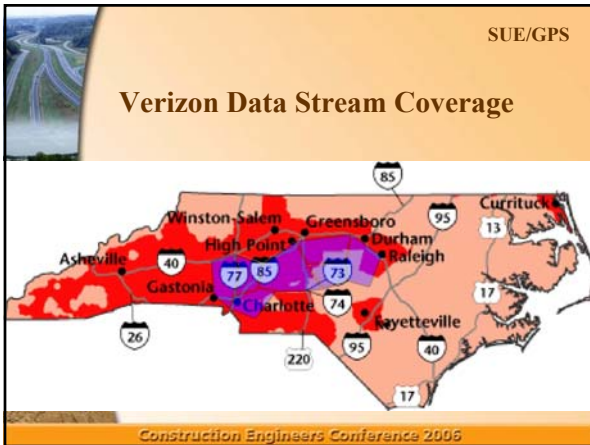 SUE/GPS
Verizon Data Stream Coverage
85
Currituck
Winston-Salem
Greensboro
95
13
High Point
Durham
Asheville
40
77
85
73
Raleigh
Gastonia
Charlotte
74
17
Fayetteville
26
220
95
40
17
Construction Engineers Conference 2006